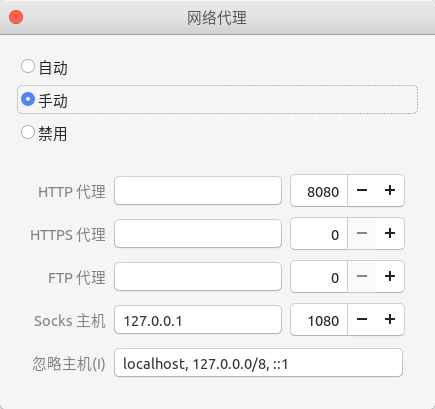 网络代理
自动
手动
禁用
HTTP 代理 8080 − +
HTTPS 代理 0 − +
FTP 代理 0 − +
Socks 主机 127.0.0.1 1080 − +
忽略主机(I) localhost, 127.0.0.0/8, ::1